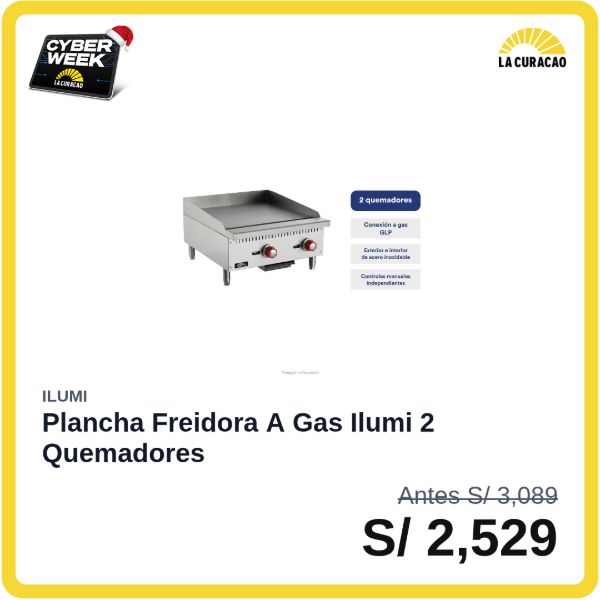 CYBER
WEEK
LA CURACAO
LA CURACAO
2 quemadores
Conexión a gas
GLP
Exterior e interior
de acero inoxidable
Controles manuales
independientes
ILUMI
Plancha Freidora A Gas Ilumi 2
Quemadores
Antes S/ 3,089
S/ 2,529